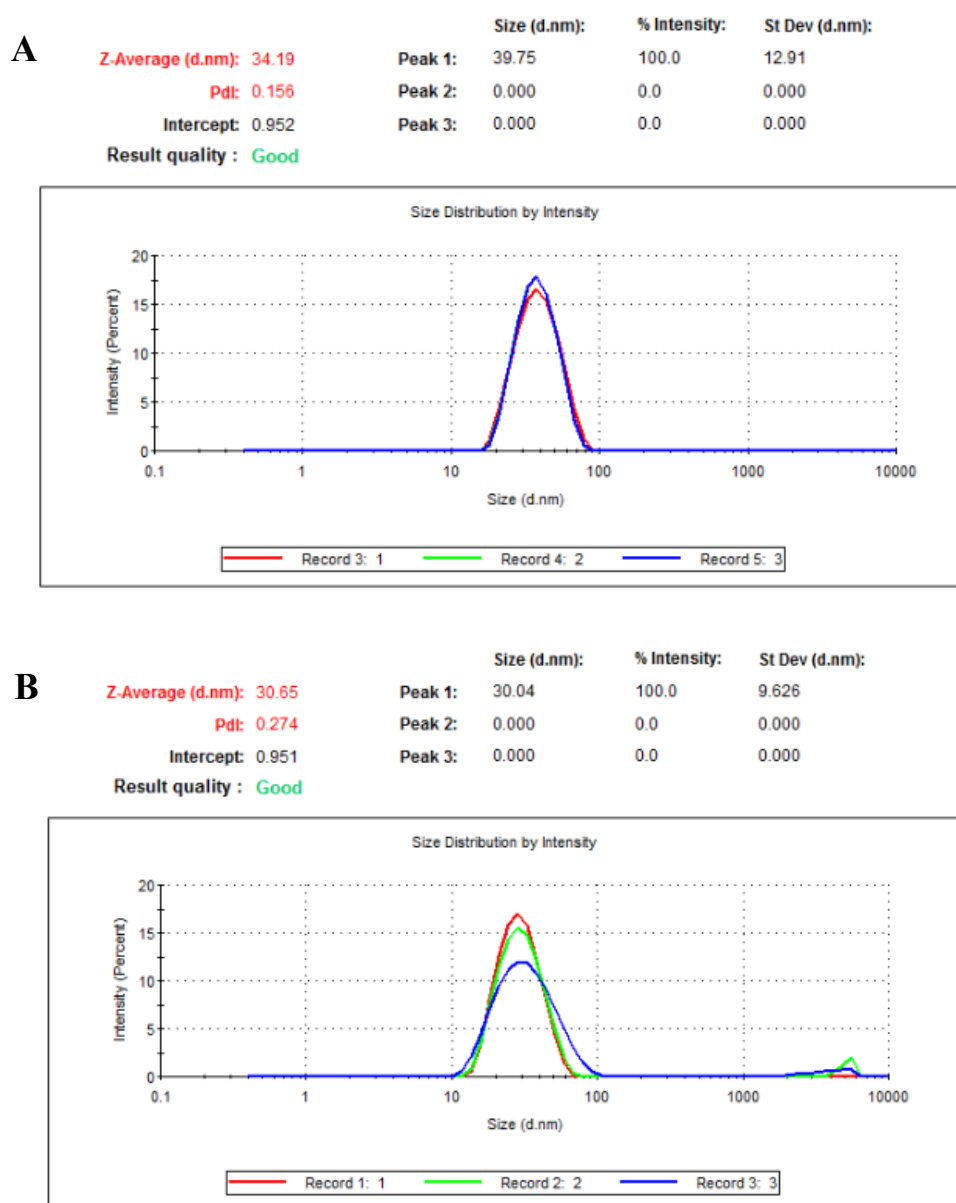 A
Size (d.nm): % Intensity: St Dev (d.nm):
Z-Average (d.nm): 34.19 Peak 1: 39.75 100.0 12.91
PdI: 0.156 Peak 2: 0.000 0.0 0.000
Intercept: 0.952 Peak 3: 0.000 0.0 0.000
Result quality : Good
Size Distribution by Intensity
Intensity (Percent)
20
15
10
5
0
0.1 1 10 100 1000 10000
Size (d.nm)
Record 3: 1 Record 4: 2 Record 5: 3
B
Size (d.nm): % Intensity: St Dev (d.nm):
Z-Average (d.nm): 30.65 Peak 1: 30.04 100.0 9.626
PdI: 0.274 Peak 2: 0.000 0.0 0.000
Intercept: 0.951 Peak 3: 0.000 0.0 0.000
Result quality : Good
Size Distribution by Intensity
Intensity (Percent)
20
15
10
5
0
0.1 1 10 100 1000 10000
Size (d.nm)
Record 1: 1 Record 2: 2 Record 3: 3